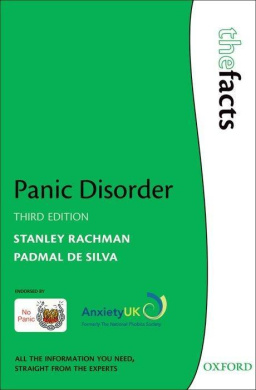 thefacts
Panic Disorder
THIRD EDITION
STANLEY RACHMAN
PADMAL DE SILVA
ENDORSED BY
No
Panic
AnxietyUK
Formerly The National Phobics Society
ALL THE INFORMATION YOU NEED,
STRAIGHT FROM THE EXPERTS
OXFORD